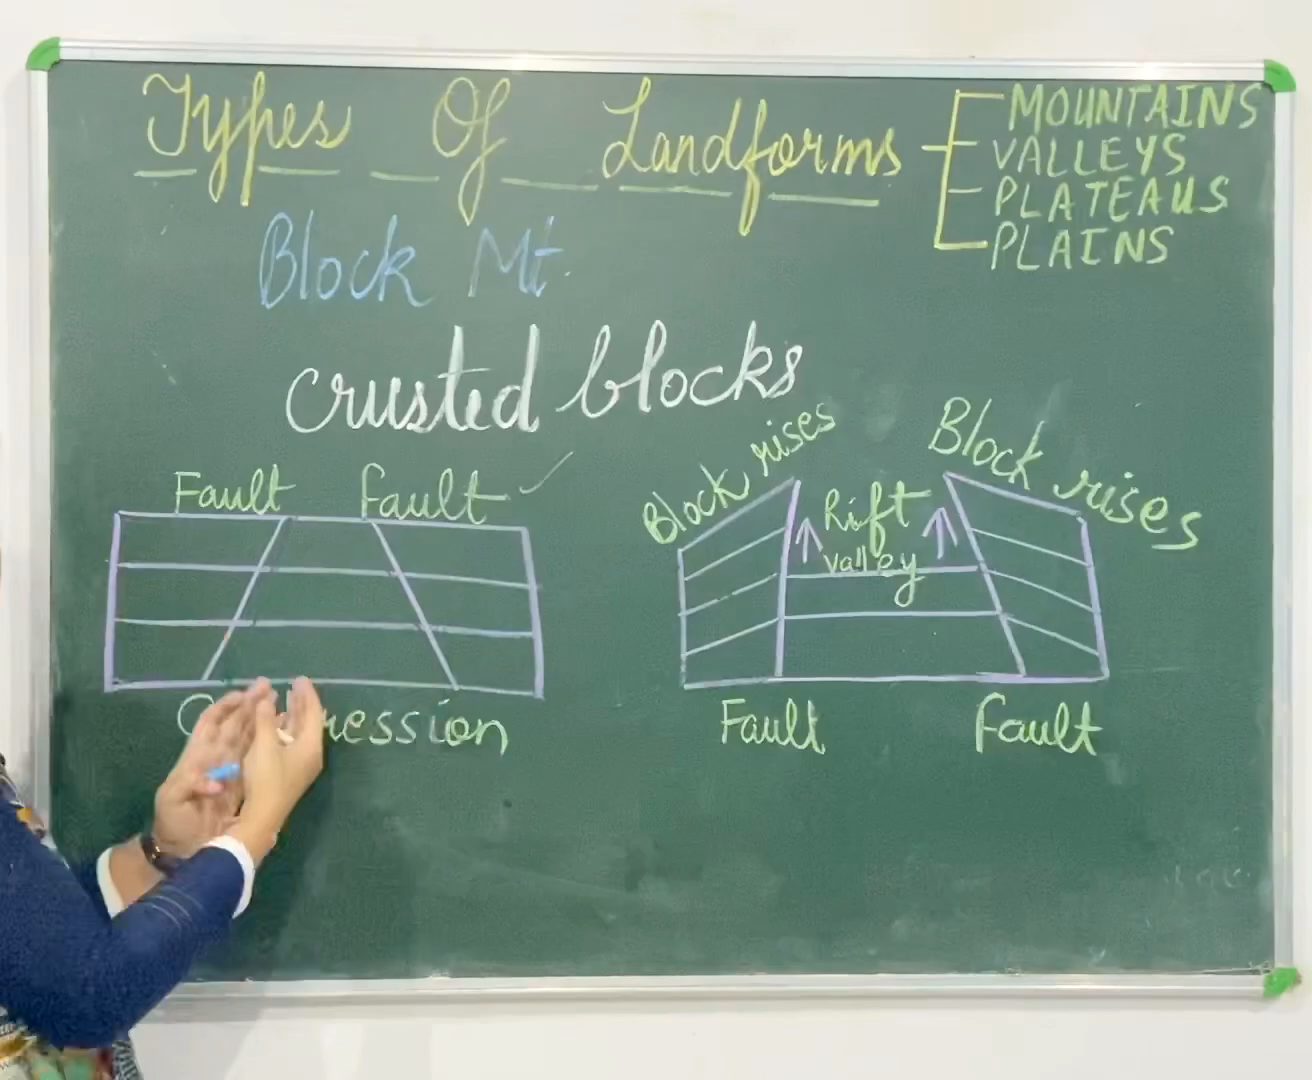 Types Of Landforms
MOUNTAINS
VALLEYS
PLATEAUS
PLAINS
Block Mt.
Crusted blocks
Fault Fault
Block rises
Rift
valley
Block rises
Fault Fault